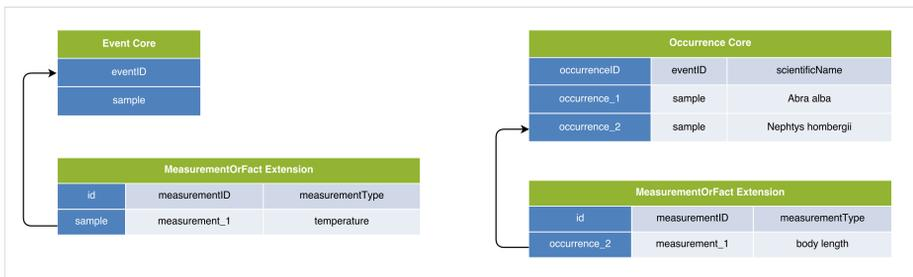 Event Core
eventID
sample
MeasurementOrFact Extension
id measurementID measurementType
sample measurement_1 temperature
Occurrence Core
occurrenceID eventID scientificName
occurrence_1 sample Abra alba
occurrence_2 sample Nephtys hombergii
MeasurementOrFact Extension
id measurementID measurementType
occurrence_2 measurement_1 body length